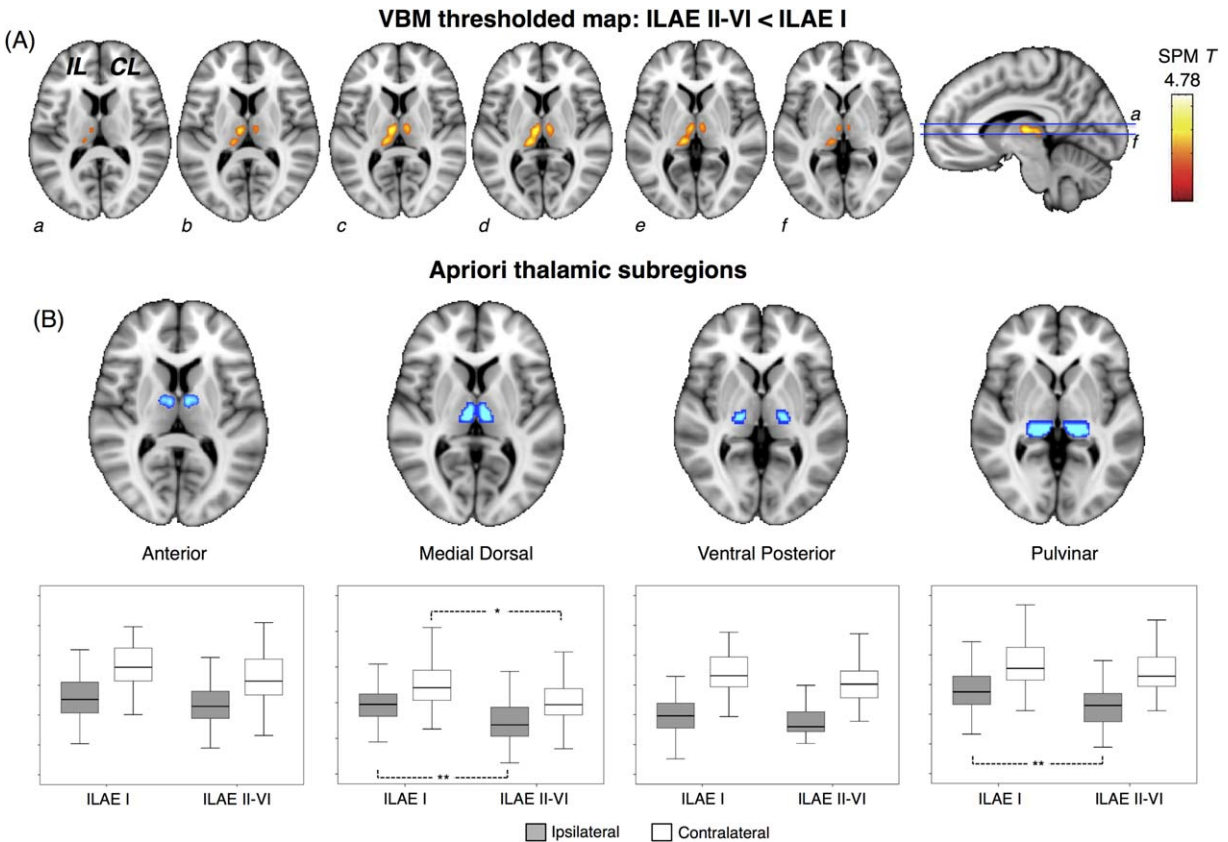 VBM thresholded map: ILAE II-VI < ILAE I
(A)
IL CL
SPM T
4.78
a
f
a b c d e f
Apriori thalamic subregions
(B)
Anterior Medial Dorsal Ventral Posterior Pulvinar
*
** **
ILAE I ILAE II-VI ILAE I ILAE II-VI ILAE I ILAE II-VI ILAE I ILAE II-VI
Ipsilateral Contralateral